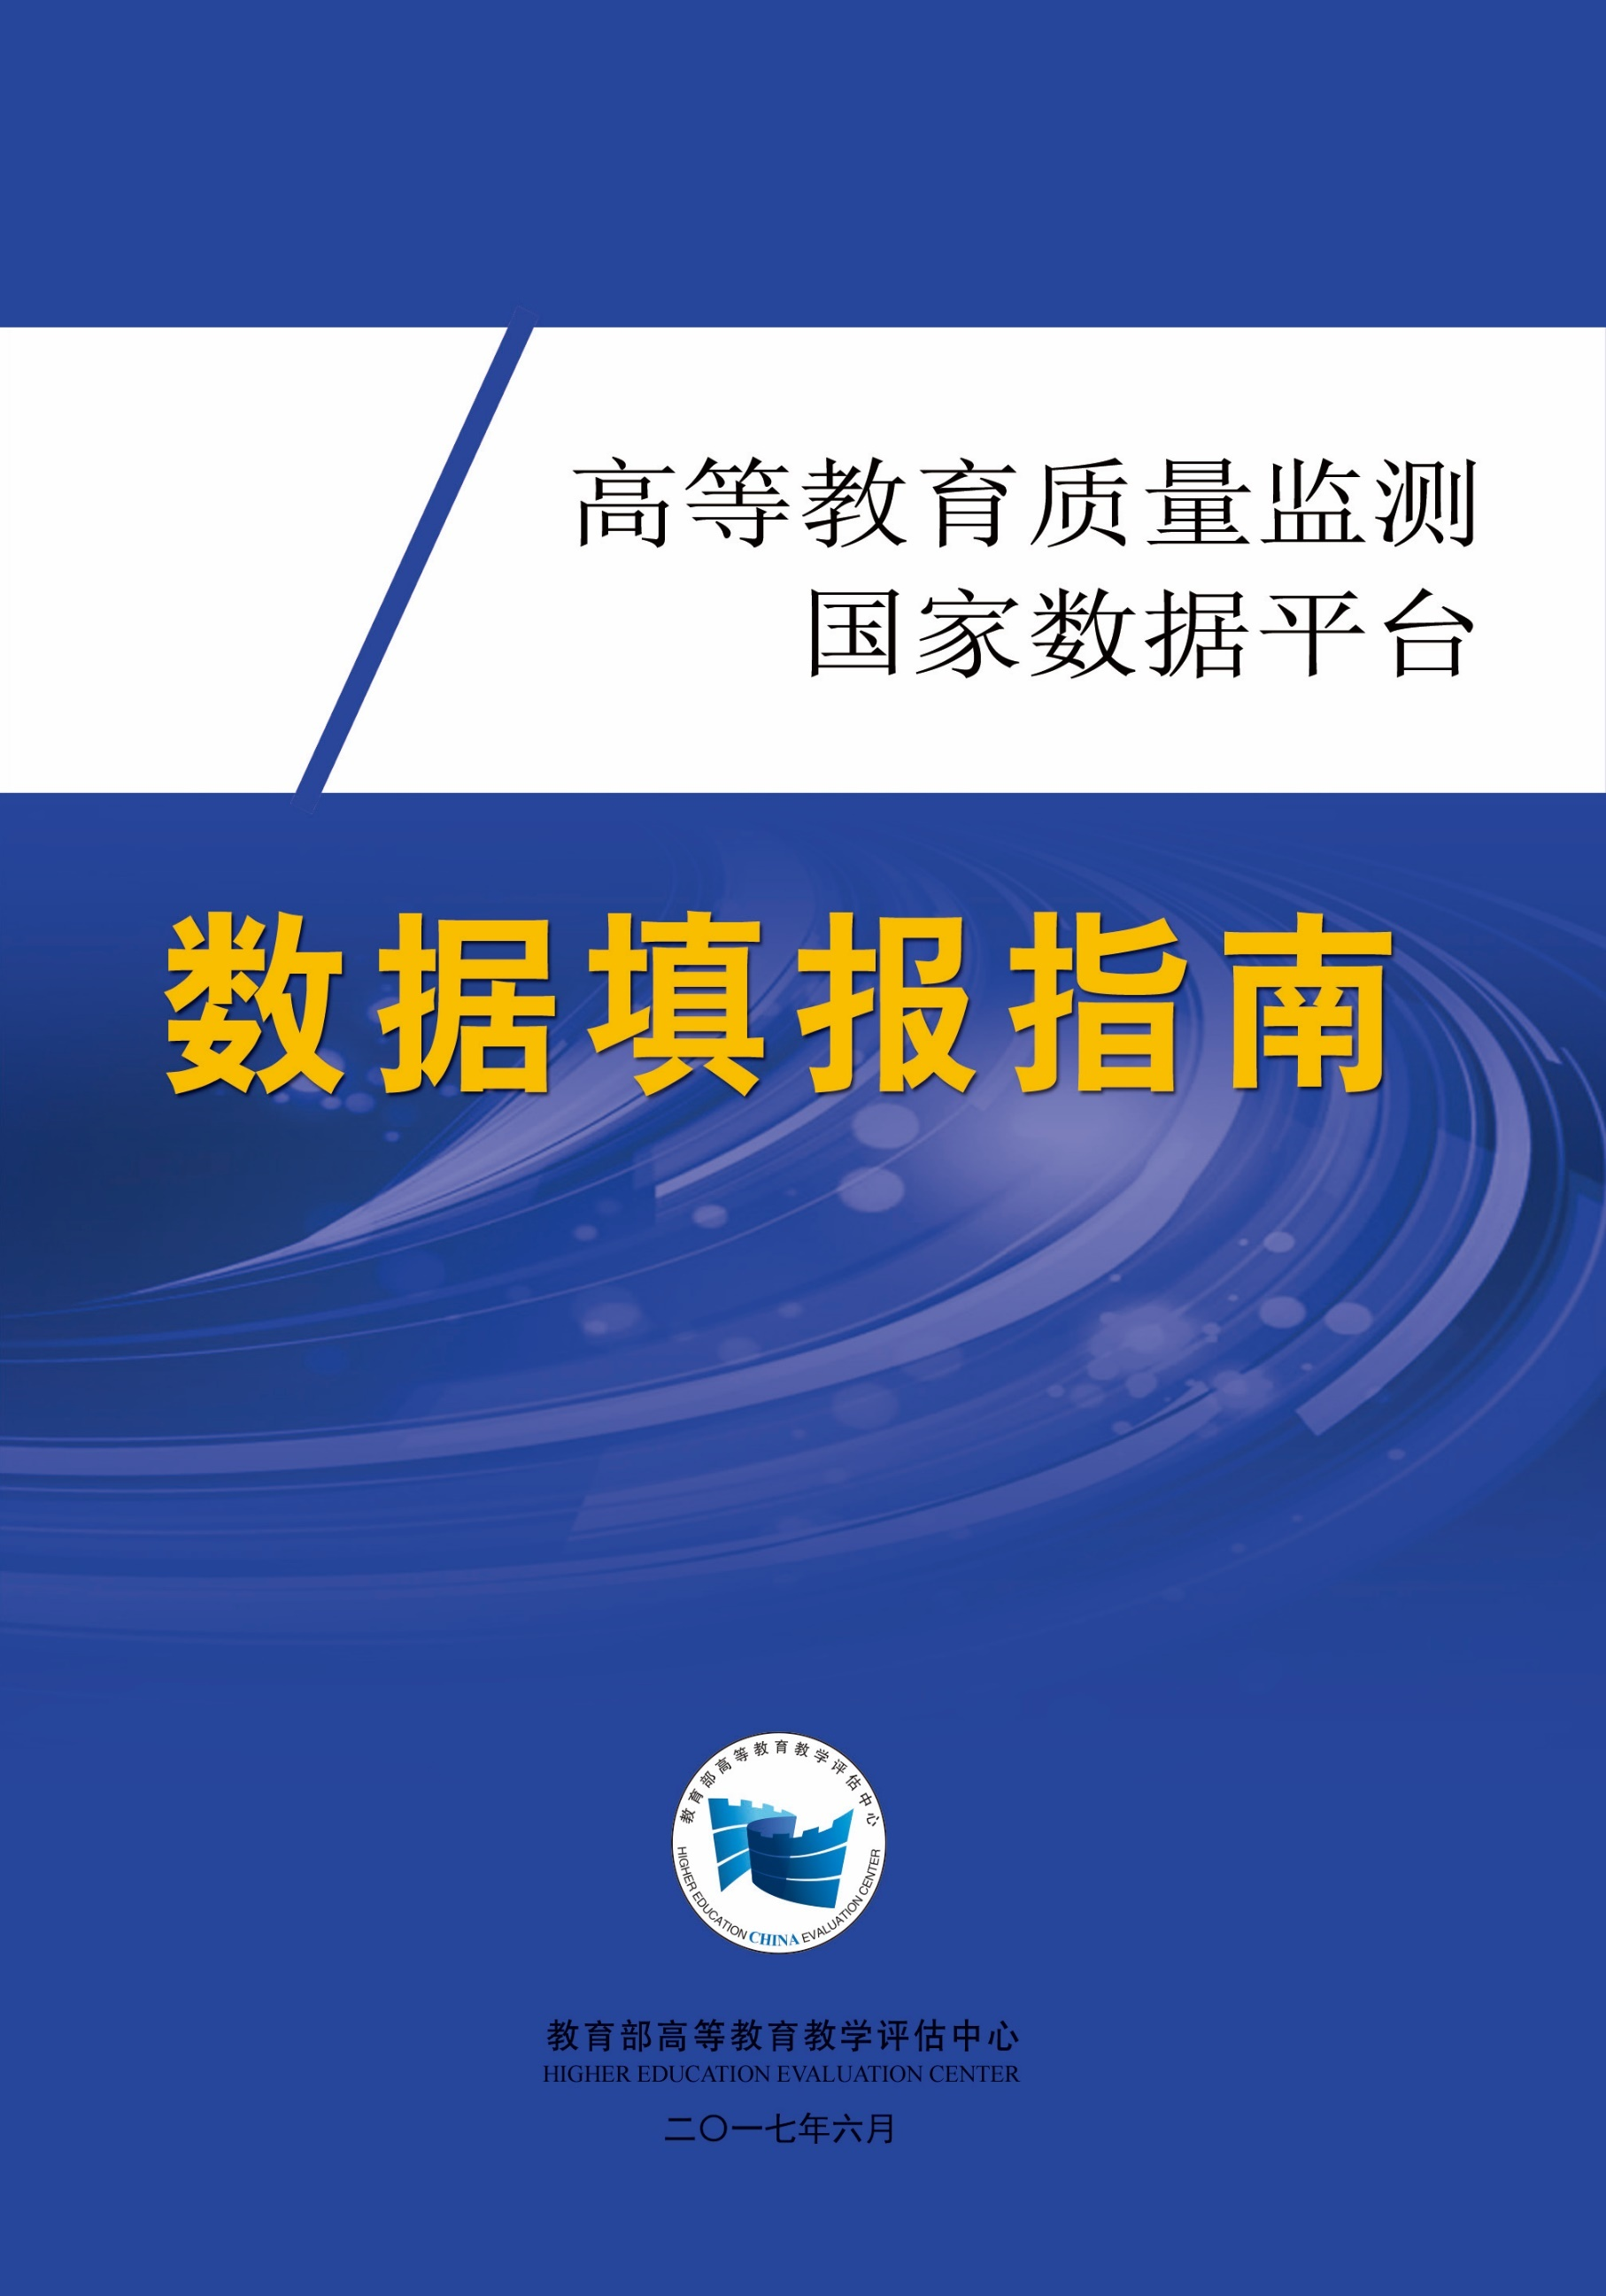 高等教育质量监测
国家数据平台
数据填报指南
教育部高等教育教学评估中心
HIGHER EDUCATION CHINA EVALUATION CENTER
教育部高等教育教学评估中心
HIGHER EDUCATION EVALUATION CENTER
二〇一七年六月